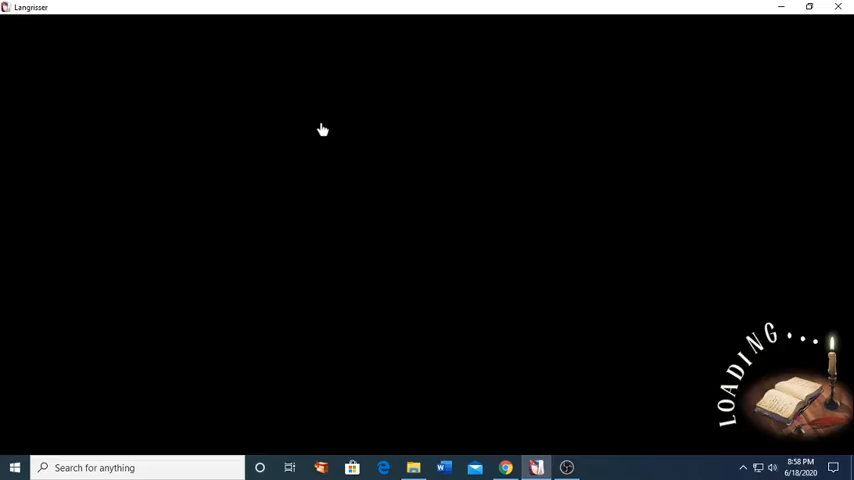 Langrisser
LOADING...
Search for anything
8:58 PM
6/18/2020